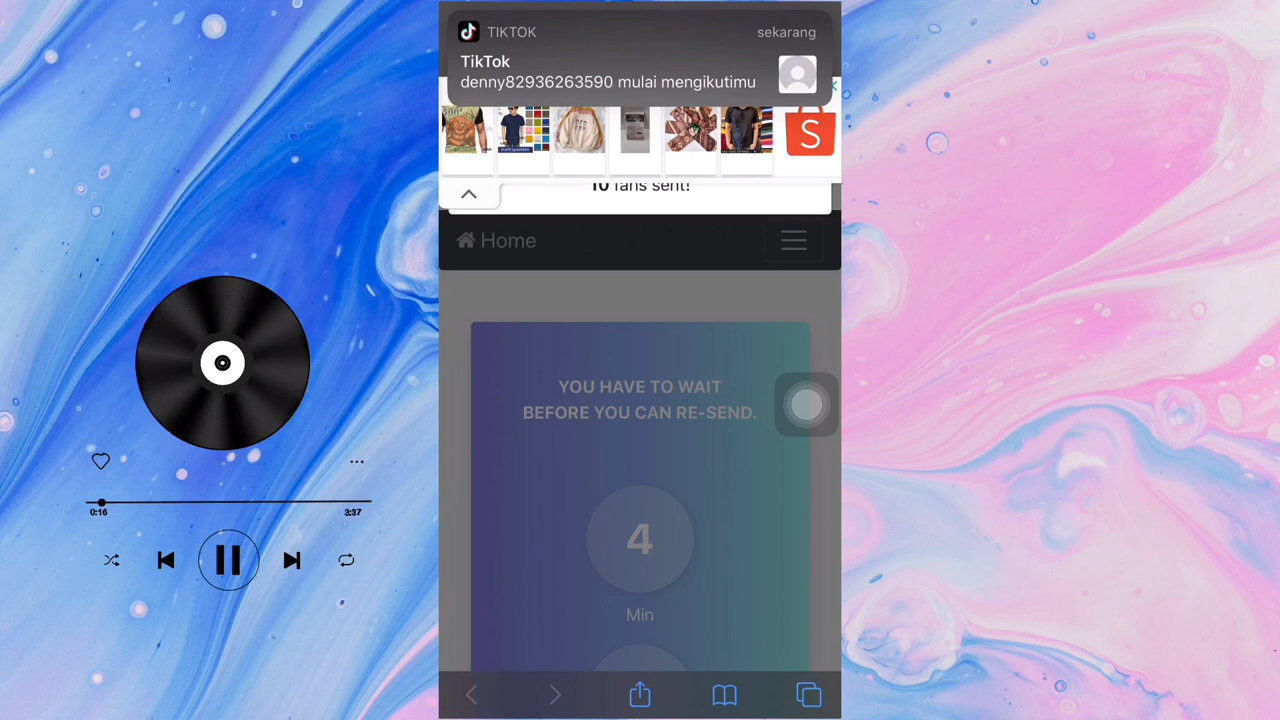 TIKTOK
sekarang
TikTok
denny82936263590 mulai mengikutimu
S
10 fans sent!
Home
YOU HAVE TO WAIT
BEFORE YOU CAN RE-SEND.
4
Min
0:16
3:37